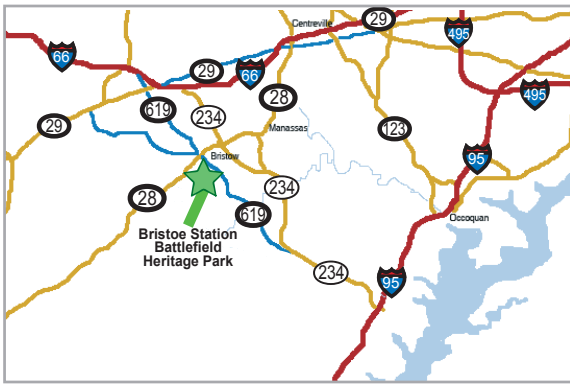 29
Centreville
495
66
29
66
495
28
619
234
29
123
Manassas
Bristow
95
234
28
619
Occoquan
Bristoe Station
Battlefield
Heritage Park
234
95